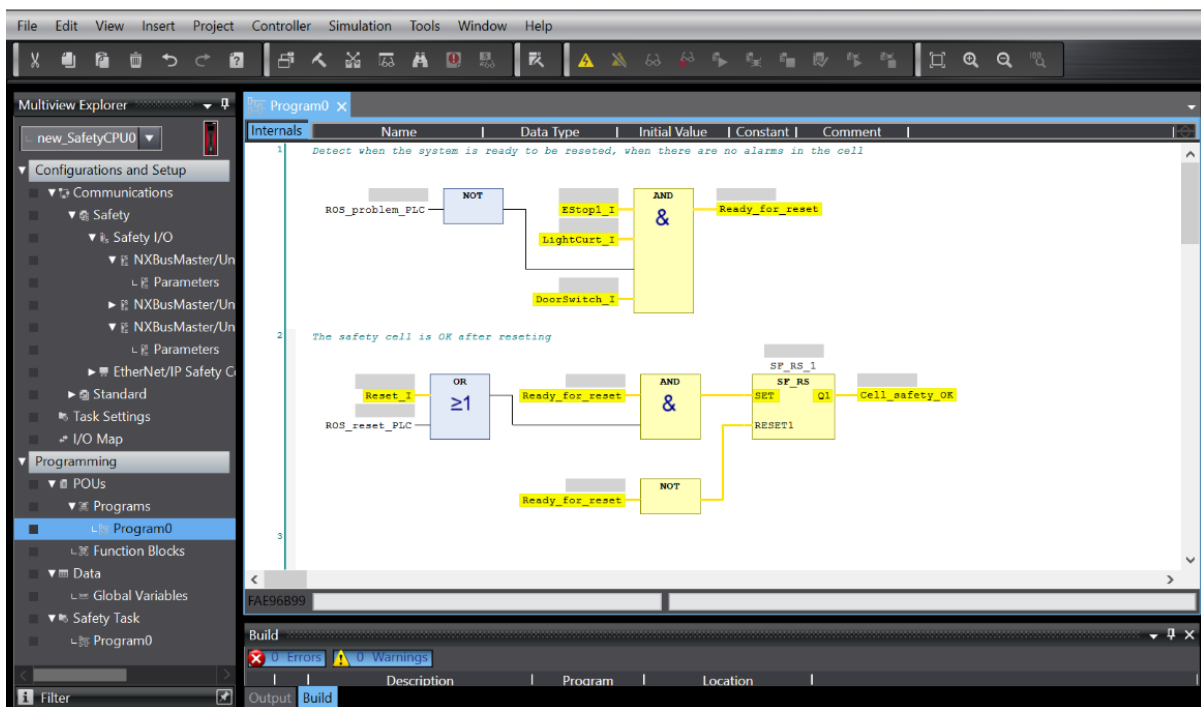 File Edit View Insert Project Controller Simulation Tools Window Help
Multiview Explorer
new_SafetyCPU0
Configurations and Setup
Communications
Safety
Safety I/O
NXBusMaster/Un
Parameters
NXBusMaster/Un
NXBusMaster/Un
Parameters
EtherNet/IP Safety C
Standard
Task Settings
I/O Map
Programming
POUs
Programs
Program0
Function Blocks
Data
Global Variables
Safety Task
Program0
Filter
Program0
Internals Name Data Type Initial Value Constant Comment
1 Detect when the system is ready to be reseted, when there are no alarms in the cell
NOT AND
ROS_problem_PLC EStop1_I & Ready_for_reset
LightCurt_I
DoorSwitch_I
2 The safety cell is OK after reseting
SF_RS_1
OR AND SF_RS
Reset_I ≥1 Ready_for_reset & SET Q1 Cell_safety_OK
ROS_reset_PLC RESET1
NOT
Ready_for_reset
3
FAE96B99
Build
0 Errors 0 Warnings
Description Program Location
Output Build